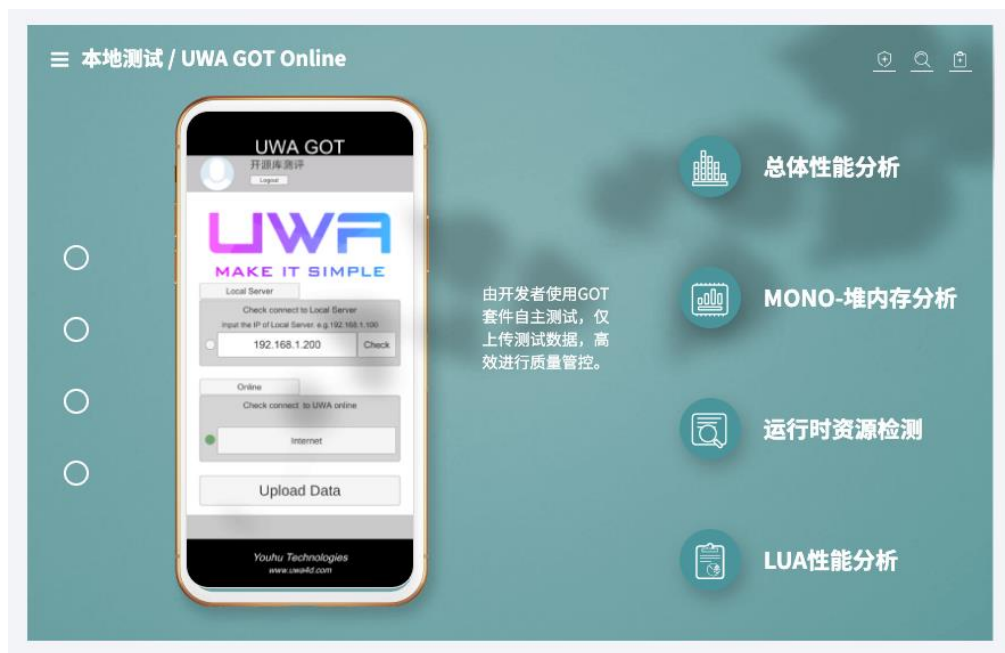 本地测试 / UWA GOT Online
UWA GOT
开源库测评
Logout
UWA
MAKE IT SIMPLE
Local Server
Check connect to Local Server
Input the IP of Local Server. e.g.192.168.1.100
192.168.1.200
Check
Online
Check connect to UWA online
Internet
Upload Data
Youhu Technologies
www.uwa4d.com
由开发者使用GOT
套件自主测试，仅
上传测试数据，高
效进行质量管控。
总体性能分析
MONO-堆内存分析
运行时资源检测
LUA性能分析